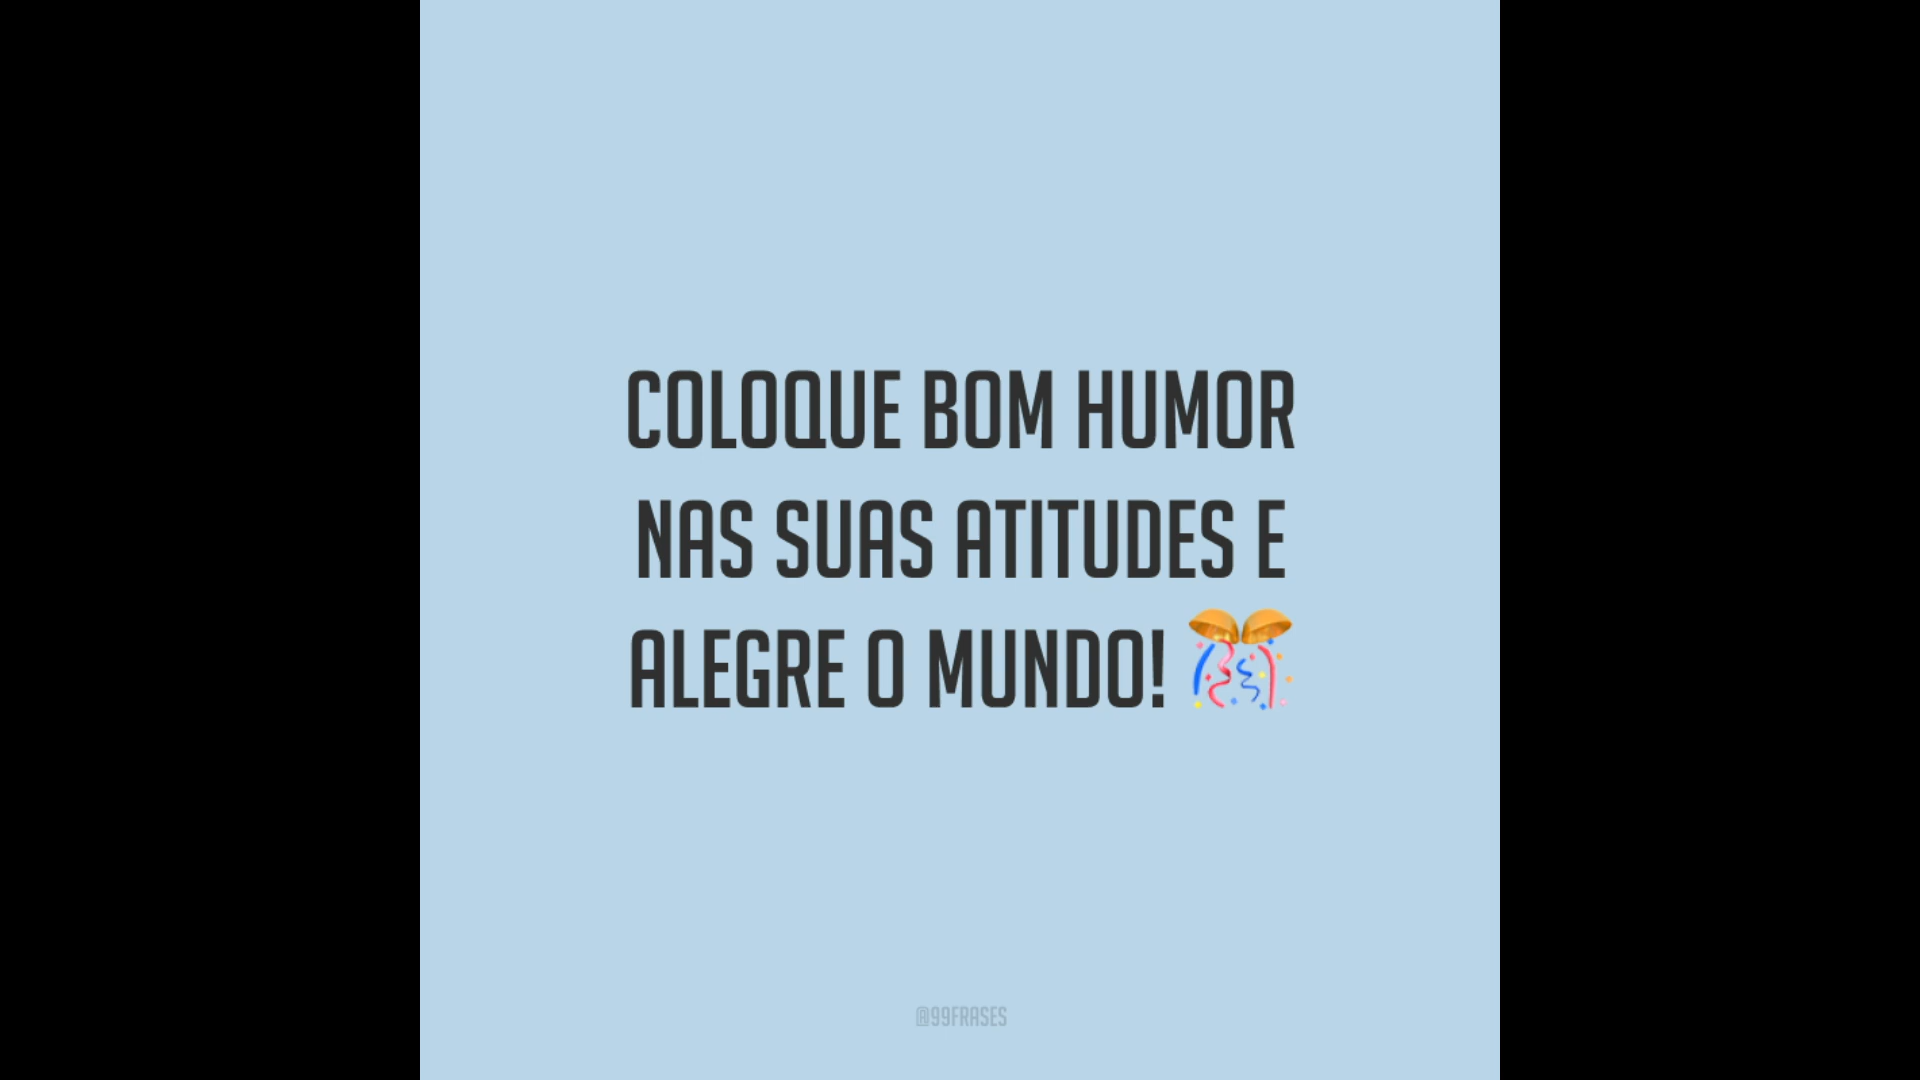 COLOQUE BOM HUMOR
NAS SUAS ATITUDES E
ALEGRE O MUNDO! 🎊
@99FRASES